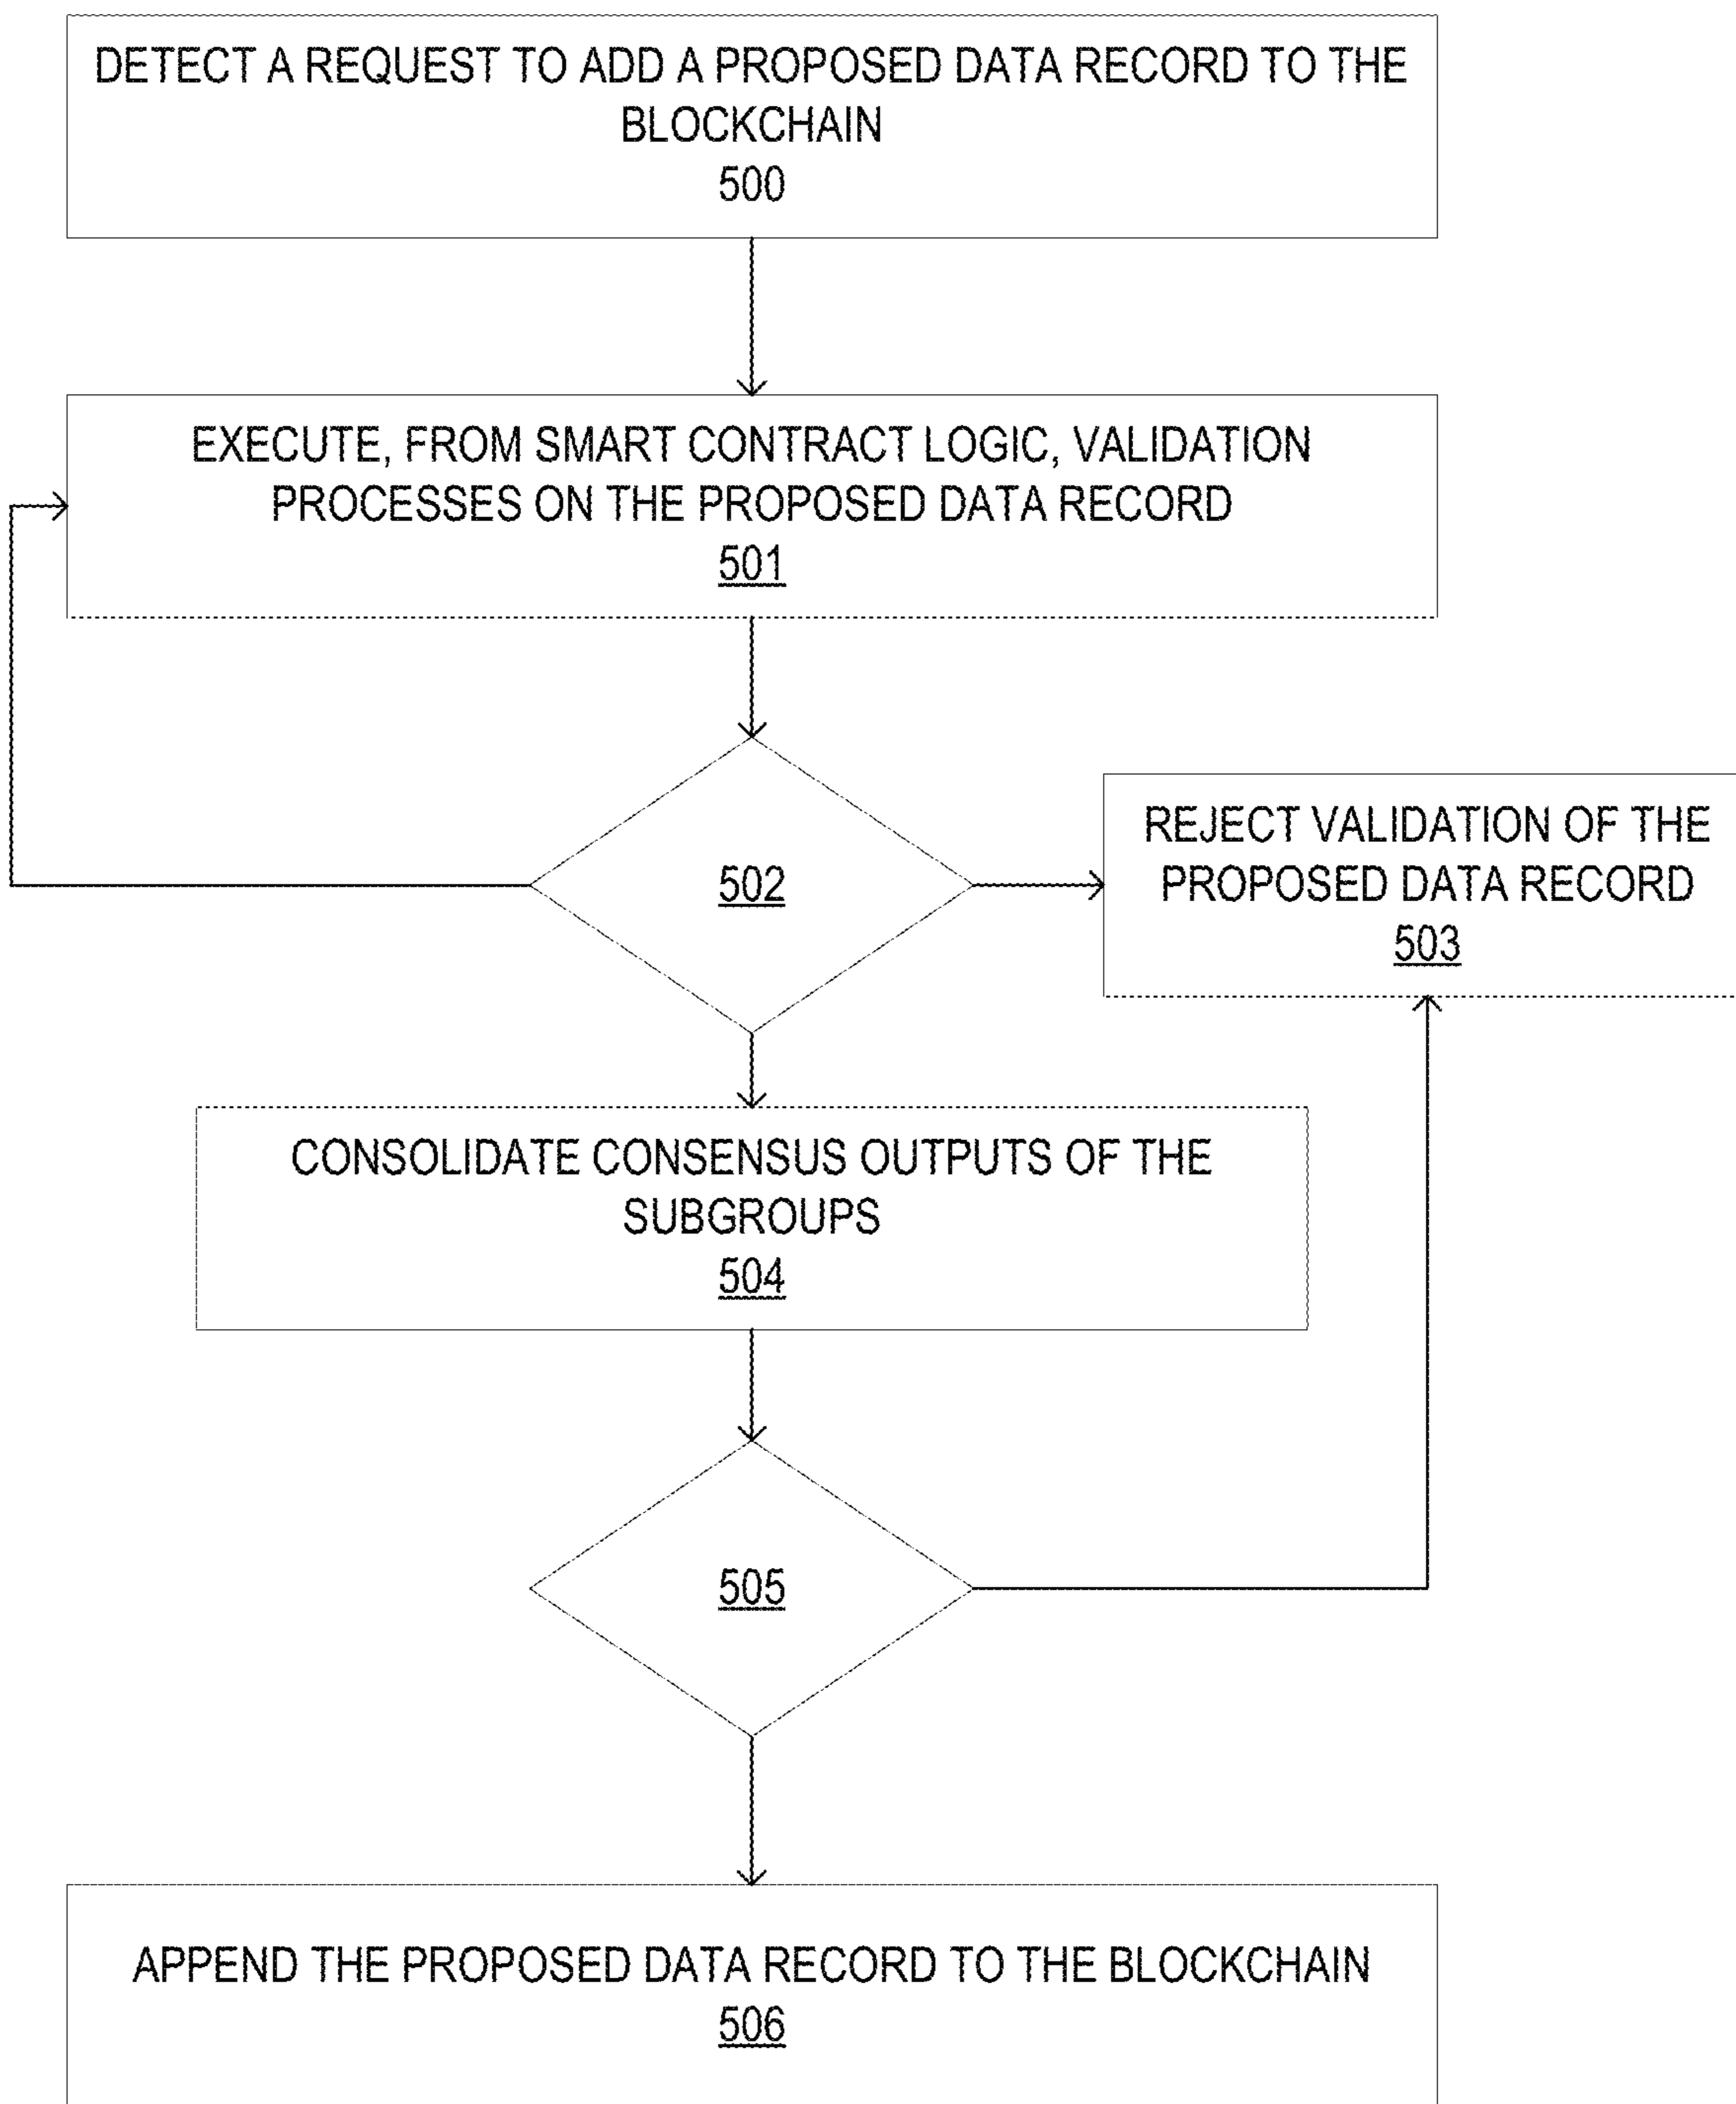 DETECT A REQUEST TO ADD A PROPOSED DATA RECORD TO THE
BLOCKCHAIN
500
EXECUTE, FROM SMART CONTRACT LOGIC, VALIDATION
PROCESSES ON THE PROPOSED DATA RECORD
501
502
REJECT VALIDATION OF THE
PROPOSED DATA RECORD
503
CONSOLIDATE CONSENSUS OUTPUTS OF THE
SUBGROUPS
504
505
APPEND THE PROPOSED DATA RECORD TO THE BLOCKCHAIN
506